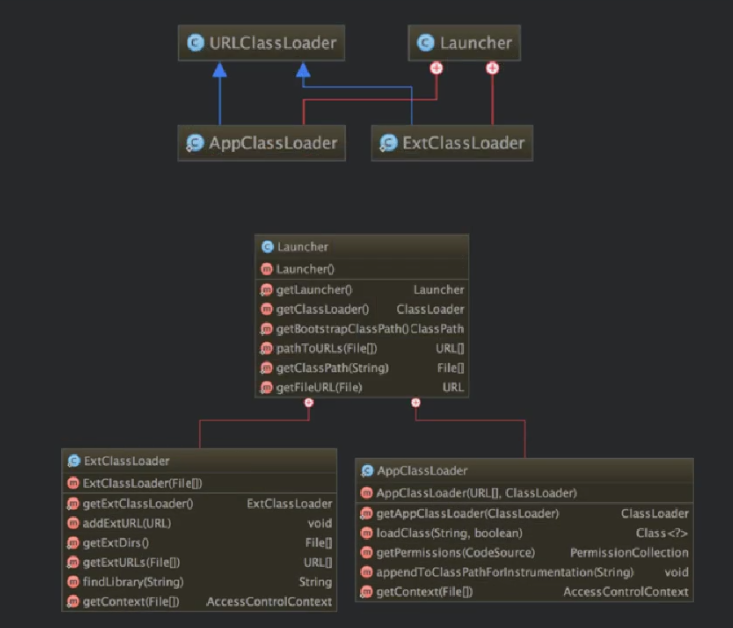 URLClassLoader
Launcher
AppClassLoader
ExtClassLoader
Launcher
Launcher()
getLauncher() Launcher
getClassLoader() ClassLoader
getBootstrapClassPath() ClassPath
pathToURLs(File[]) URL[]
getClassPath(String) File[]
getFileURL(File) URL
ExtClassLoader
ExtClassLoader(File[])
getExtClassLoader() ExtClassLoader
addExtURL(URL) void
getExtDirs() File[]
getExtURLs(File[]) URL[]
findLibrary(String) String
getContext(File[]) AccessControlContext
AppClassLoader
AppClassLoader(URL[], ClassLoader)
getAppClassLoader(ClassLoader) ClassLoader
loadClass(String, boolean) Class<?>
getPermissions(CodeSource) PermissionCollection
appendToClassPathForInstrumentation(String) void
getContext(File[]) AccessControlContext